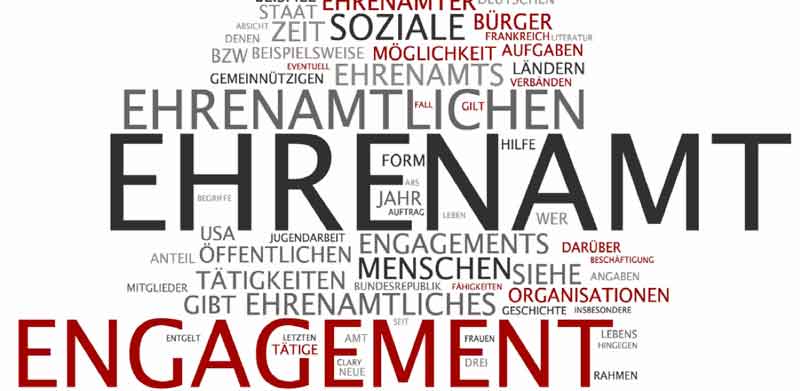 BEISPIELE EHRENÄMTER DEUTSCHEN
STAAT SOZIALE BÜRGER
ABSICHT ZEIT FRANKREICH LITERATUR
DENEN
BZW BEISPIELSWEISE MÖGLICHKEIT AUFGABEN
EVENTUELL LÄNDERN
GEMEINNÜTZIGEN EHRENAMTS VERBÄNDEN
EHRENAMTLICHEN FALL GILT
EHRENAMT
HILFE
FORM
ARS
BEGRIFFE JAHR
AUFTRAG LEBEN WER
USA JUGENDARBEIT ENGAGEMENTS DARÜBER
ANTEIL ÖFFENTLICHEN BESCHÄFTIGUNG
MENSCHEN SIEHE
TÄTIGKEITEN ANGABEN
MITGLIEDER BUNDESREPUBLIK FÄHIGKEITEN ORGANISATIONEN
GIBT EHRENAMTLICHES GESCHICHTE INSBESONDERE
SEIT
ENGAGEMENT
ENTGELT LETZTEN AMT FRAUEN LEBENS
TÄTIGE HINGEGEN
CLARY DREI
NEUE RAHMEN